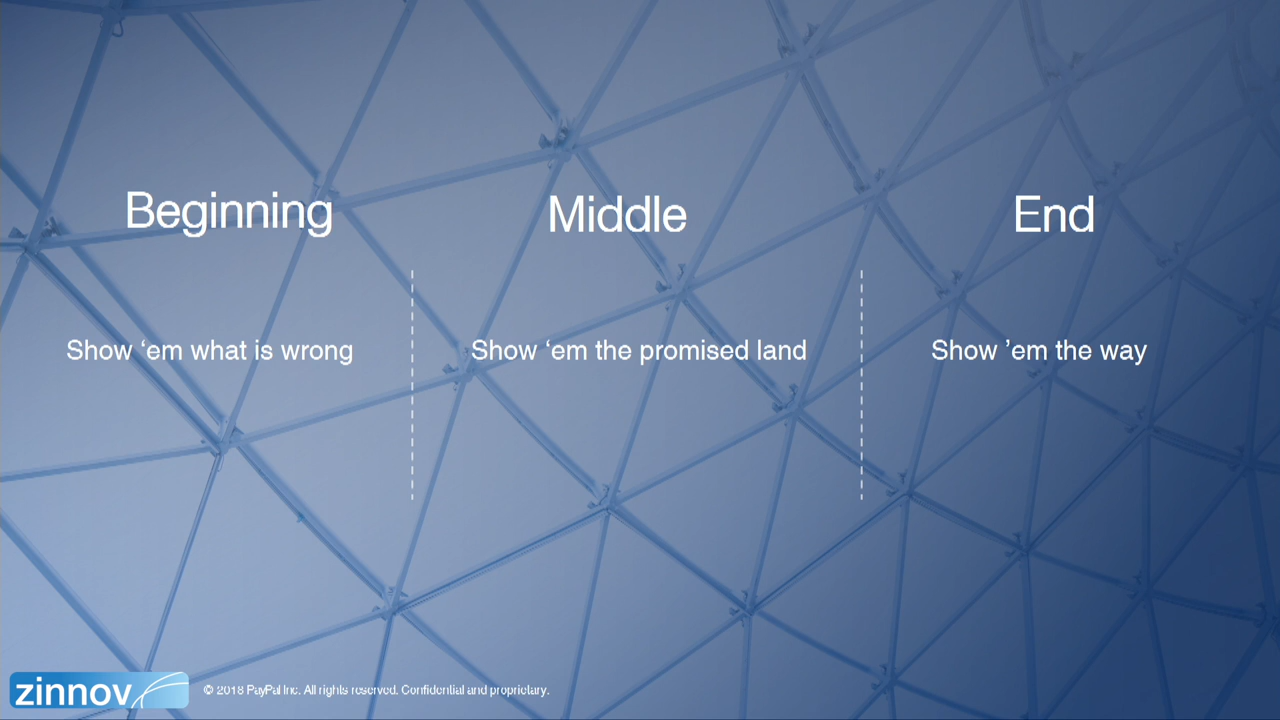 Beginning
Middle
End
Show ‘em what is wrong
Show ‘em the promised land
Show ’em the way
zinnov
© 2018 PayPal Inc. All rights reserved. Confidential and proprietary.